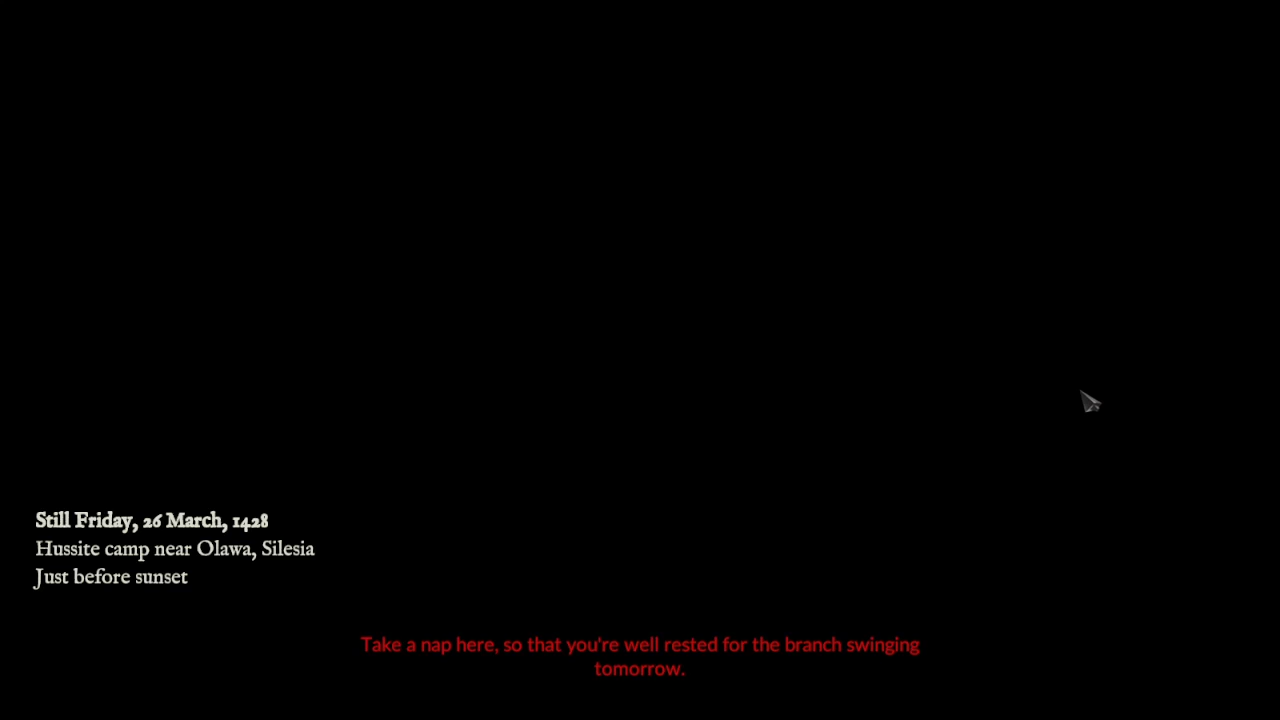 Still Friday, 26 March, 1428
Hussite camp near Olawa, Silesia
Just before sunset
Take a nap here, so that you're well rested for the branch swinging
tomorrow.